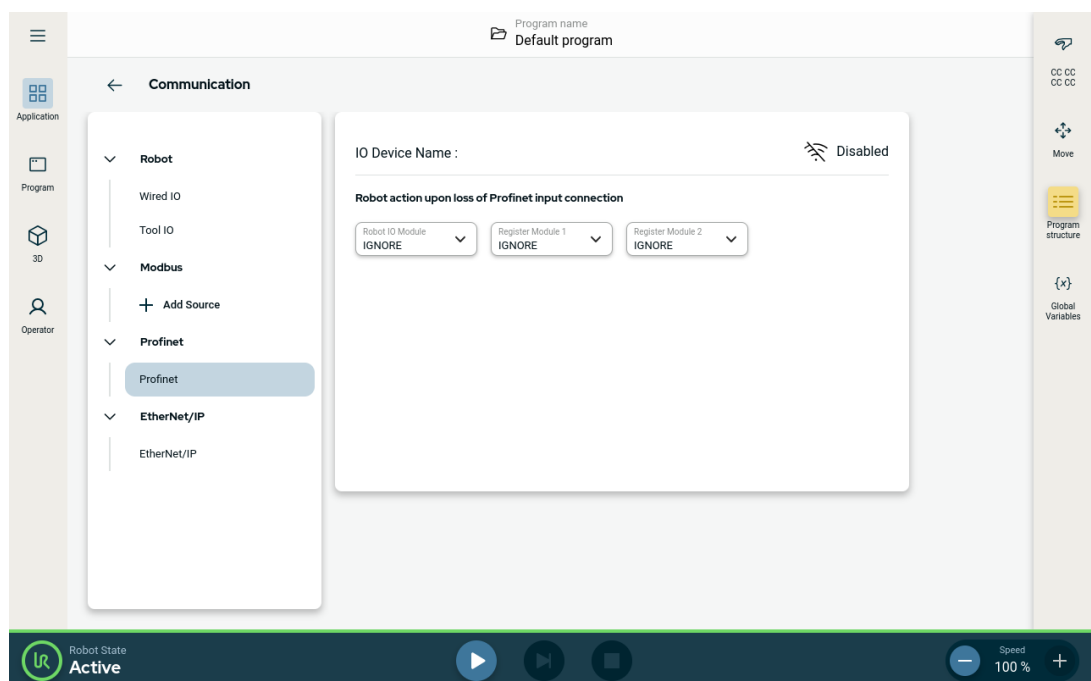 Program name
Default program
Application
Program
3D
Operator
Communication
Robot
Wired IO
Tool IO
Modbus
Add Source
Profinet
Profinet
EtherNet/IP
EtherNet/IP
IO Device Name :
Disabled
Robot action upon loss of Profinet input connection
Robot IO Module
IGNORE
Register Module 1
IGNORE
Register Module 2
IGNORE
CC CC
CC CC
Move
Program
structure
{x}
Global
Variables
UR
Robot State
Active
Speed
100 %